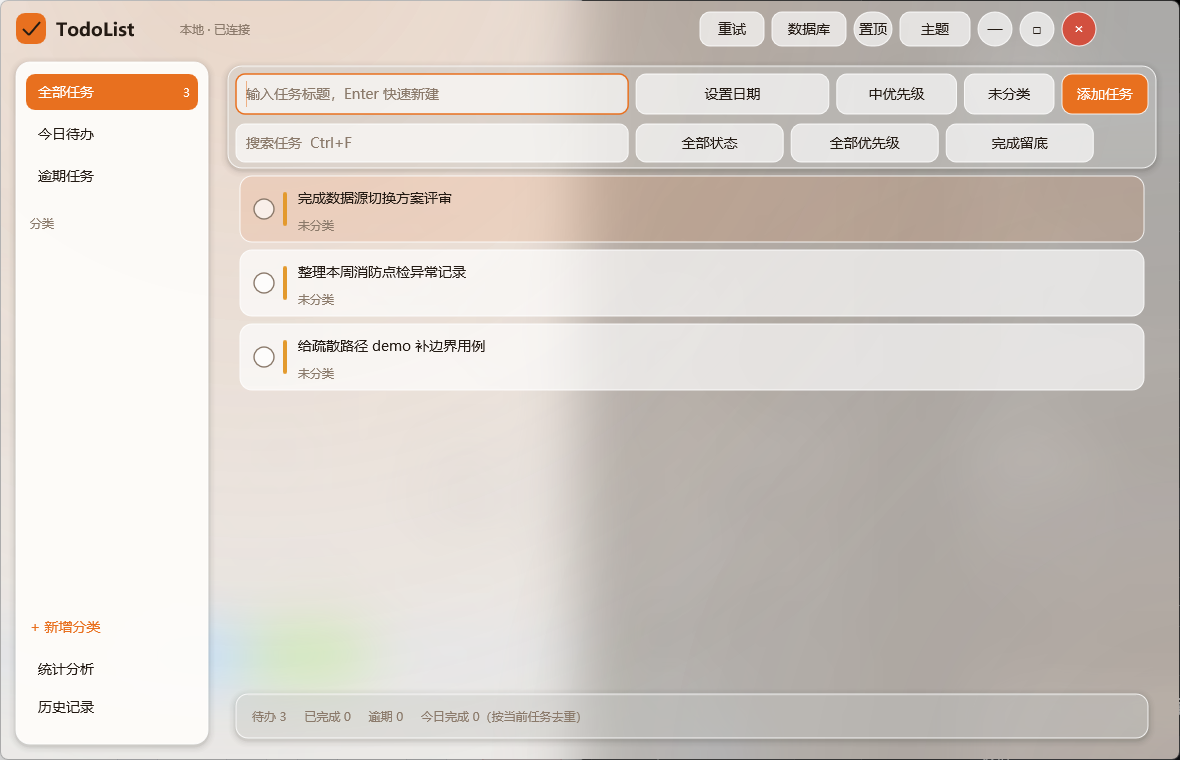 TodoList 本地 · 已连接 重试 数据库 置顶 主题
全部任务 3
今日待办
逾期任务
分类
+ 新增分类
统计分析
历史记录
输入任务标题，Enter 快速新建 设置日期 中优先级 未分类 添加任务
搜索任务 Ctrl+F 全部状态 全部优先级 完成留底
完成数据源切换方案评审
未分类
整理本周消防点检异常记录
未分类
给疏散路径 demo 补边界用例
未分类
待办 3 已完成 0 逾期 0 今日完成 0（按当前任务去重）